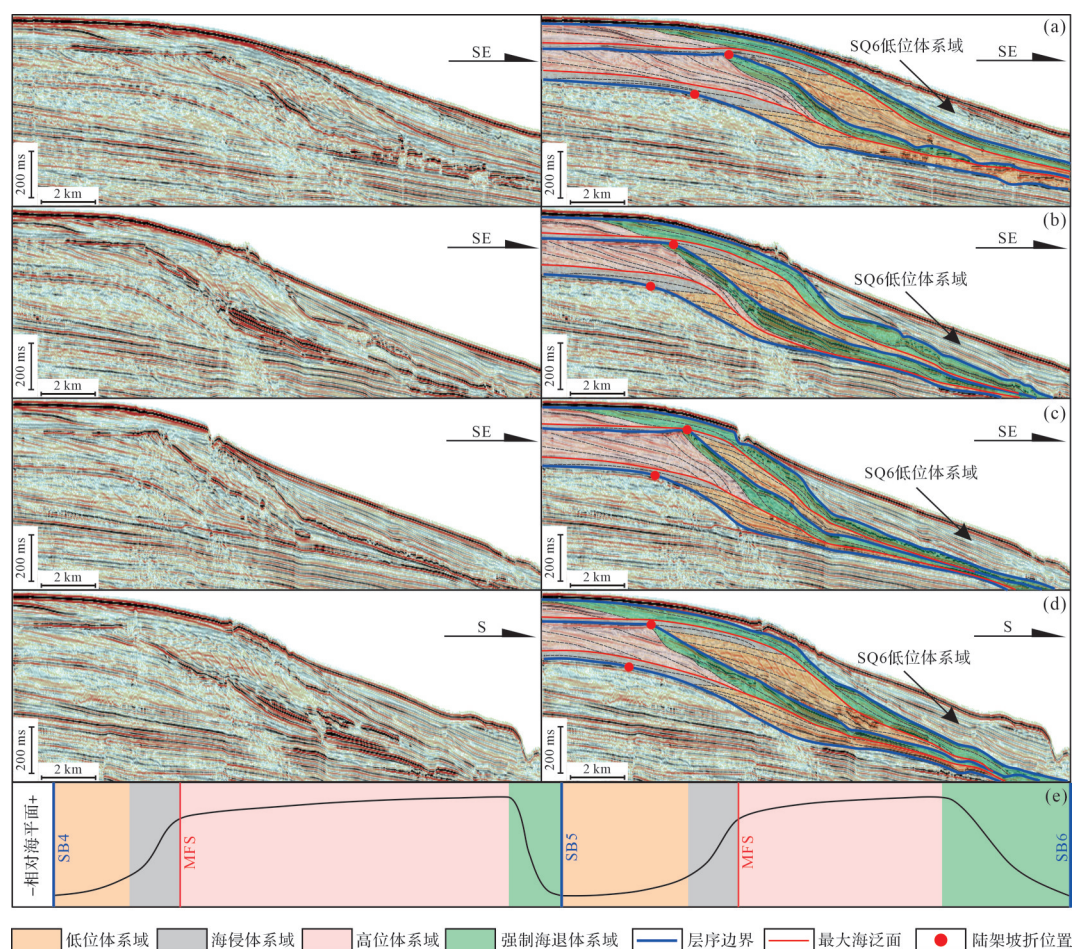 (a)
SE
SE
SQ6低位体系域
200 ms
2 km
200 ms
2 km
(b)
SE
SE
SQ6低位体系域
200 ms
2 km
200 ms
2 km
(c)
SE
SE
SQ6低位体系域
200 ms
2 km
200 ms
2 km
(d)
S
S
SQ6低位体系域
200 ms
2 km
200 ms
2 km
(e)
−相对海平面+
SB4
MFS
SB5
MFS
SB6
低位体系域 海侵体系域 高位体系域 强制海退体系域 层序边界 最大海泛面 陆架坡折位置